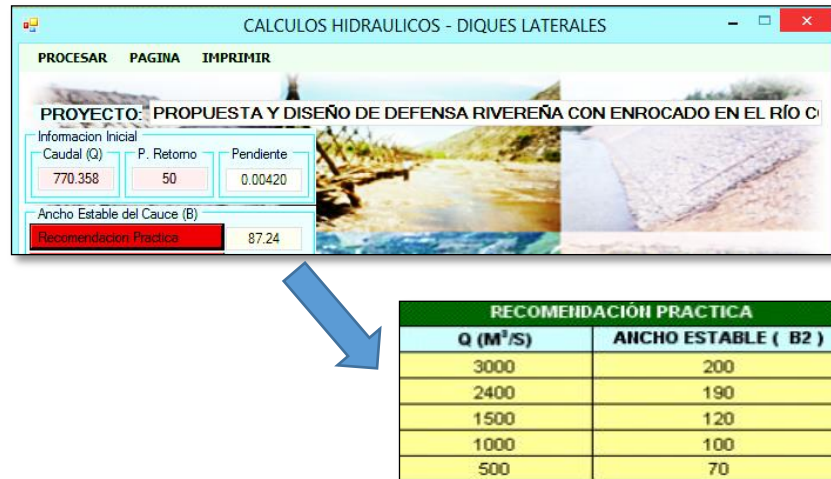 CALCULOS HIDRAULICOS - DIQUES LATERALES
PROCESAR PAGINA IMPRIMIR
PROYECTO: PROPUESTA Y DISEÑO DE DEFENSA RIVEREÑA CON ENROCADO EN EL RÍO
Informacion Inicial
Caudal (Q) P. Retorno Pendiente
770.358 50 0.00420
Ancho Estable del Cauce (B)
Recomendacion Practica 87.24
RECOMENDACIÓN PRACTICA
Q (M³/S) ANCHO ESTABLE ( B2 )
3000 200
2400 190
1500 120
1000 100
500 70